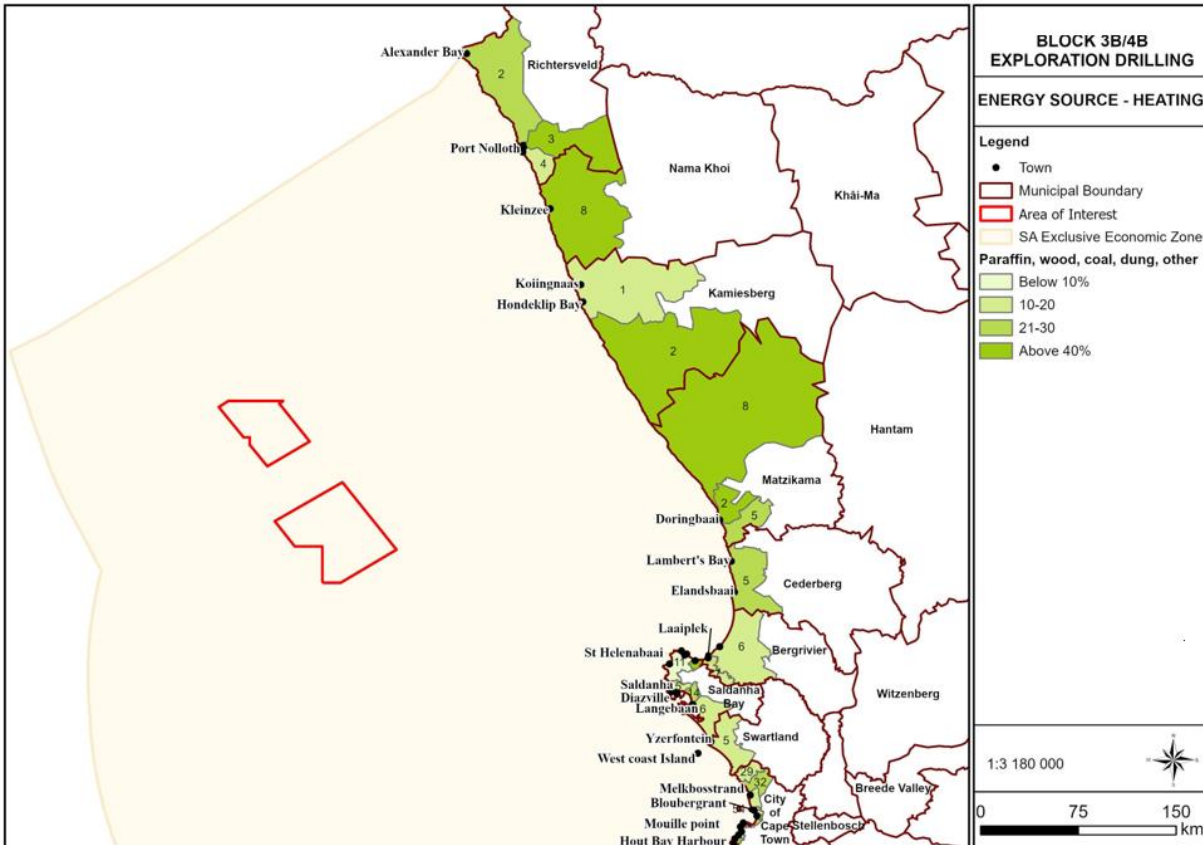 Alexander Bay
2
Richtersveld
3
Port Nolloth
4
Nama Khoi
Khâi-Ma
Kleinzee
8
Koiingnaas
1
Kamiesberg
Hondeklip Bay
2
8
Hantam
Matzikama
2
5
Doringbaai
Lambert's Bay
5
Cederberg
Elandsbaai
Laaiplek
6
Bergrivier
St Helenabaai
11
Witzenberg
Saldanha
Diazville
Saldanha
Bay
Langebaan
6
Yzerfontein
5
Swartland
West coast Island
29
32
Melkbosstrand
Breede Valley
Bloubergrant
City
of
Cape
Town
Mouille point
Stellenbosch
Hout Bay Harbour
BLOCK 3B/4B
EXPLORATION DRILLING
ENERGY SOURCE - HEATING
Legend
Town
Municipal Boundary
Area of Interest
SA Exclusive Economic Zone
Paraffin, wood, coal, dung, other
Below 10%
10-20
21-30
Above 40%
1:3 180 000
0 75 150
km